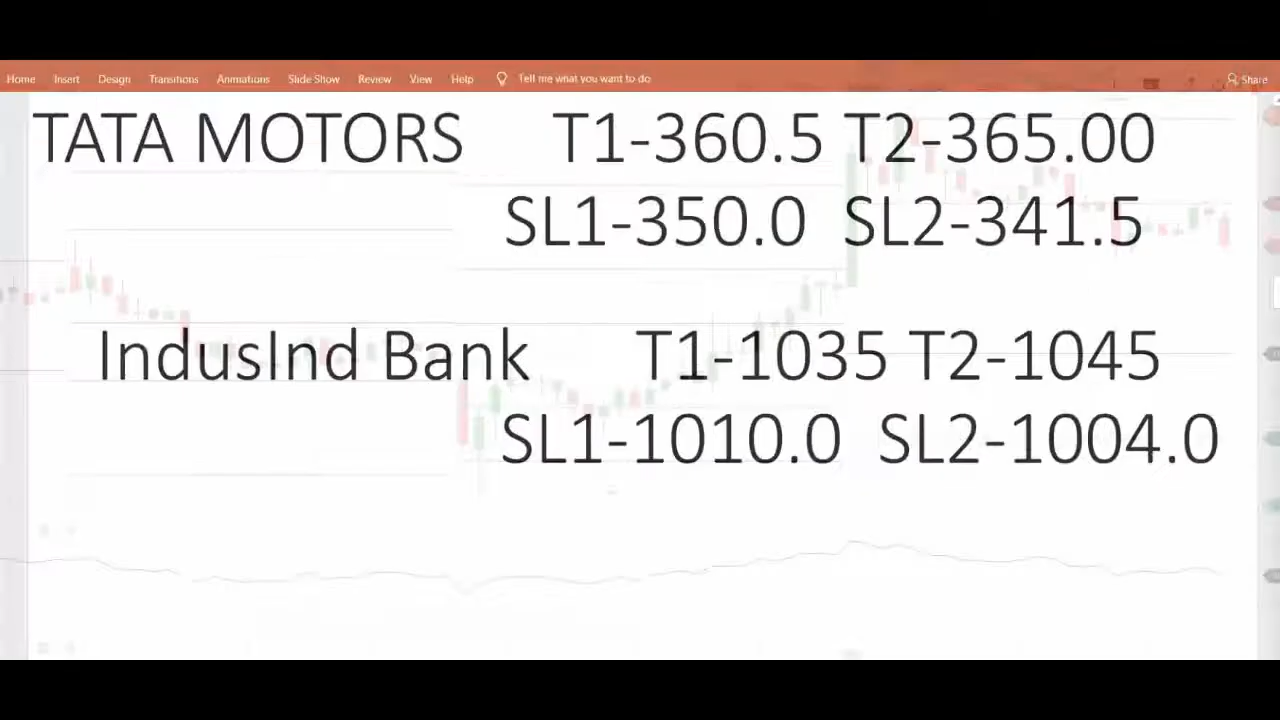 Home Insert Design Transitions Animations Slide Show Review View Help Tell me what you want to do Share
TATA MOTORS T1-360.5 T2-365.00
SL1-350.0 SL2-341.5
IndusInd Bank T1-1035 T2-1045
SL1-1010.0 SL2-1004.0